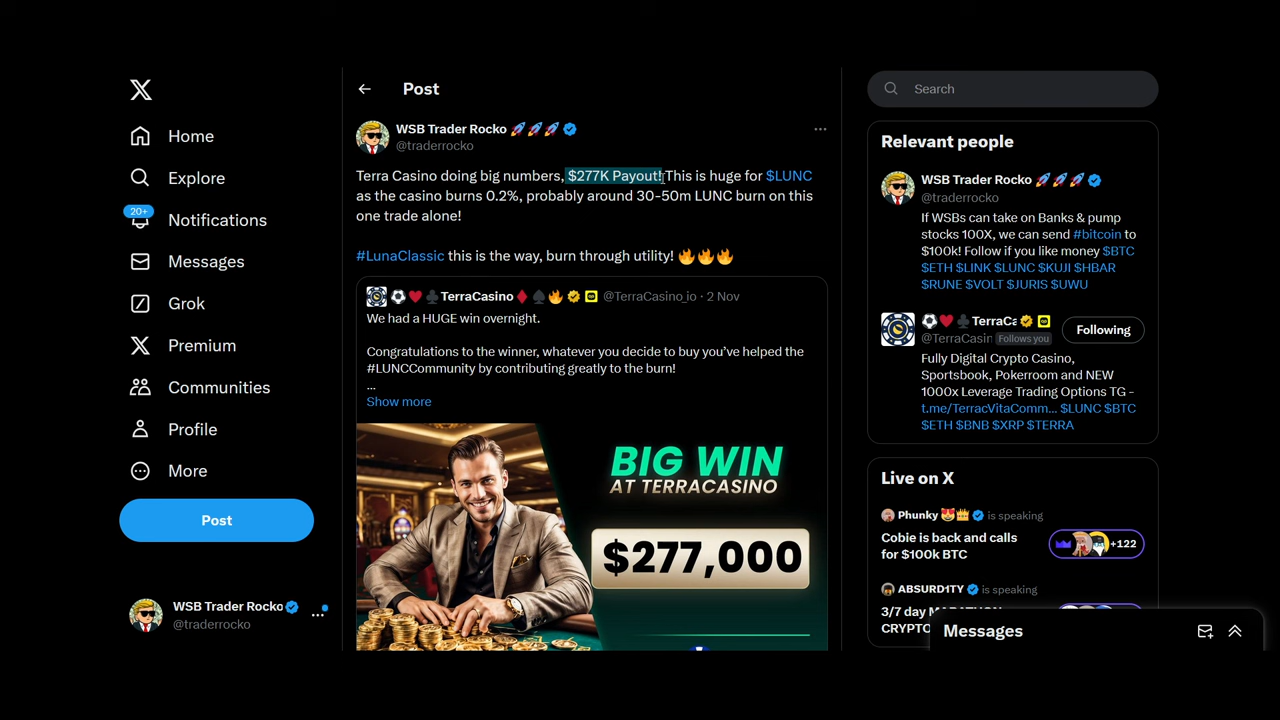 Post
Search
Home
Explore
20+
Notifications
Messages
Grok
Premium
Communities
Profile
More
Post
WSB Trader Rocko 🚀🚀🚀
@traderrocko
WSB Trader Rocko 🚀🚀🚀
@traderrocko
Terra Casino doing big numbers, $277K Payout! This is huge for $LUNC
as the casino burns 0.2%, probably around 30-50m LUNC burn on this
one trade alone!
#LunaClassic this is the way, burn through utility! 🔥🔥🔥
⚽♥️♣️TerraCasino♦️♠️🔥 @TerraCasino_io · 2 Nov
We had a HUGE win overnight.
Congratulations to the winner, whatever you decide to buy you’ve helped the
#LUNCCommunity by contributing greatly to the burn!
...
Show more
BIG WIN
AT TERRACASINO
$277,000
Relevant people
WSB Trader Rocko 🚀🚀🚀
@traderrocko
If WSBs can take on Banks & pump
stocks 100X, we can send #bitcoin to
$100k! Follow if you like money $BTC
$ETH $LINK $LUNC $KUJI $HBAR
$RUNE $VOLT $JURIS $UWU
⚽♥️♣️TerraCa
@TerraCasin Follows you
Following
Fully Digital Crypto Casino,
Sportsbook, Pokerroom and NEW
1000x Leverage Trading Options TG -
t.me/TerracVitaComm... $LUNC $BTC
$ETH $BNB $XRP $TERRA
Live on X
Phunky 😻👑 is speaking
Cobie is back and calls
for $100k BTC
+122
ABSURD1TY is speaking
3/7 day MARATHON
CRYPTO
Messages